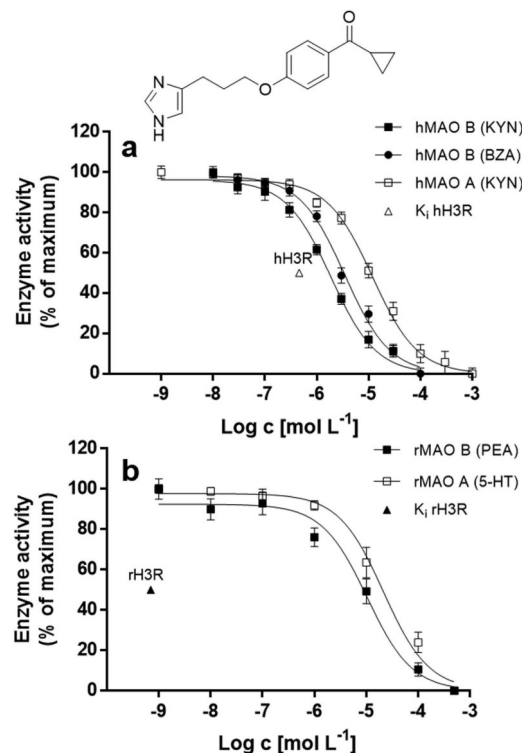 O
N
O
N
H
a
hMAO B (KYN)
hMAO B (BZA)
hMAO A (KYN)
Ki hH3R
Enzyme activity
(% of maximum)
120
100
80
60
40
20
0
hH3R
-9 -8 -7 -6 -5 -4 -3
Log c [mol L-1]
b
rMAO B (PEA)
rMAO A (5-HT)
Ki rH3R
Enzyme activity
(% of maximum)
120
100
80
60
40
20
0
rH3R
-9 -8 -7 -6 -5 -4 -3
Log c [mol L-1]